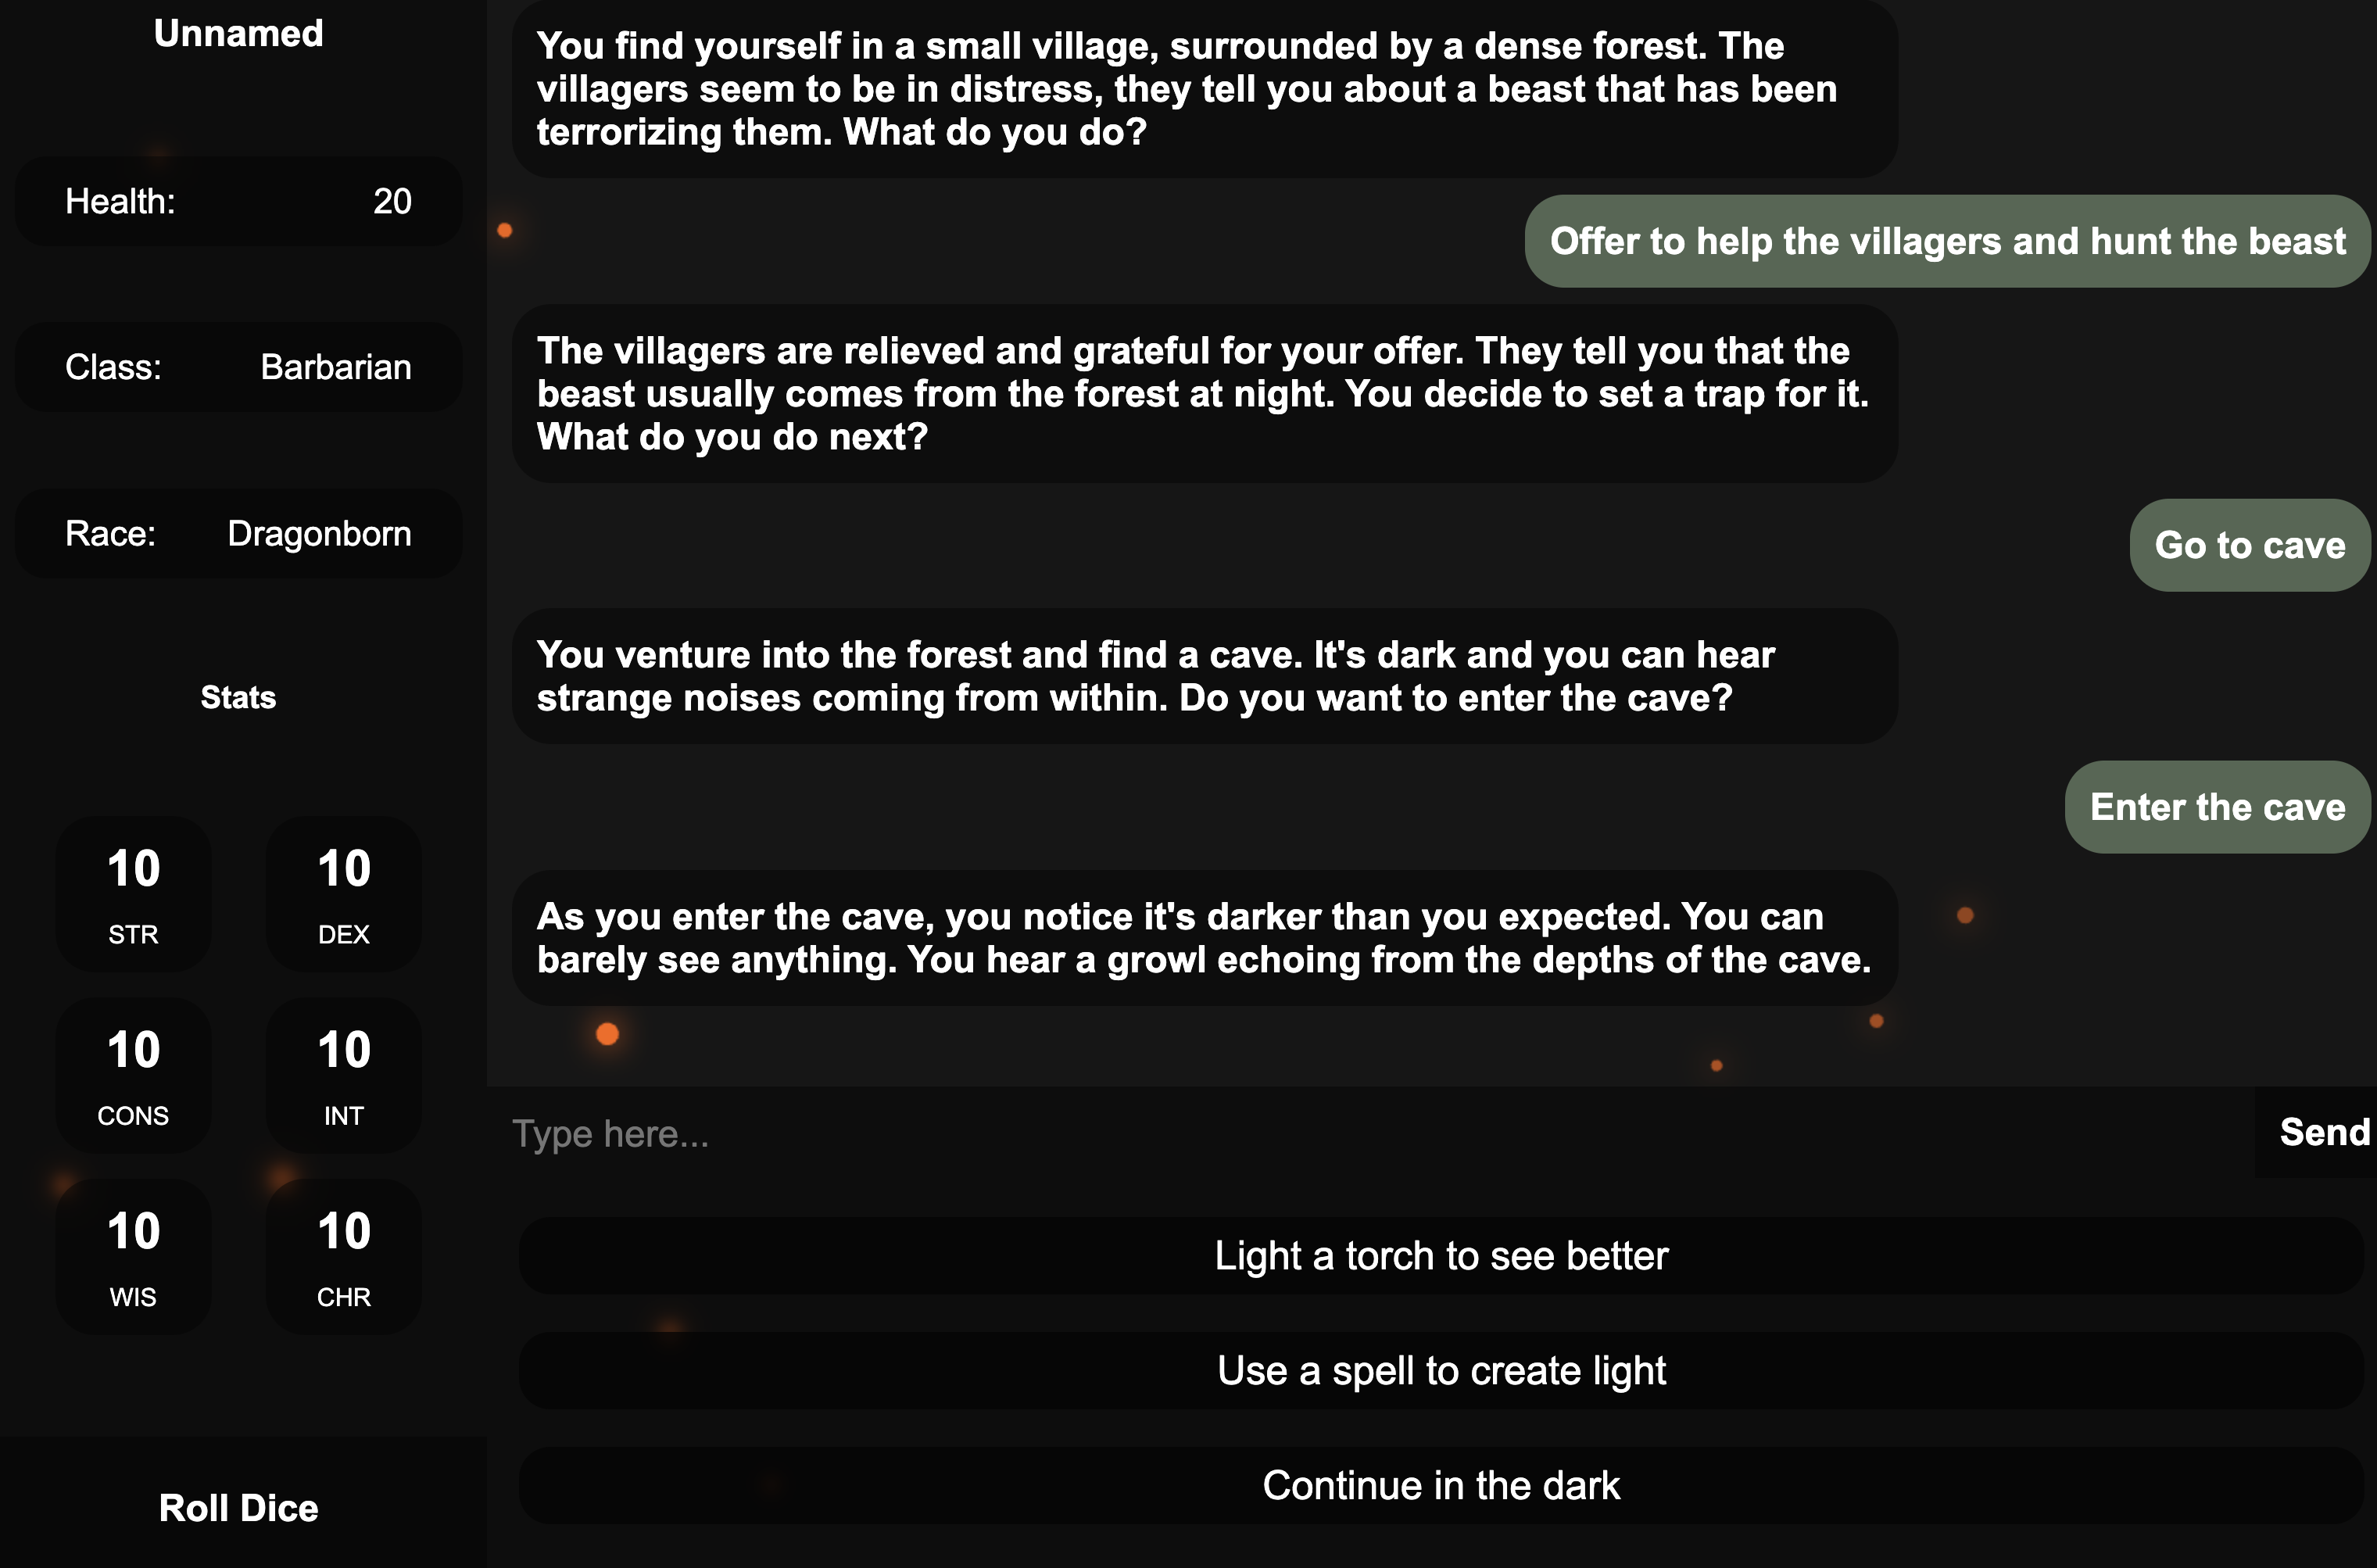 Unnamed
Health: 20
Class: Barbarian
Race: Dragonborn
Stats
10 10
STR DEX
10 10
CONS INT
10 10
WIS CHR
Roll Dice
You find yourself in a small village, surrounded by a dense forest. The
villagers seem to be in distress, they tell you about a beast that has been
terrorizing them. What do you do?
Offer to help the villagers and hunt the beast
The villagers are relieved and grateful for your offer. They tell you that the
beast usually comes from the forest at night. You decide to set a trap for it.
What do you do next?
Go to cave
You venture into the forest and find a cave. It's dark and you can hear
strange noises coming from within. Do you want to enter the cave?
Enter the cave
As you enter the cave, you notice it's darker than you expected. You can
barely see anything. You hear a growl echoing from the depths of the cave.
Type here...
Send
Light a torch to see better
Use a spell to create light
Continue in the dark